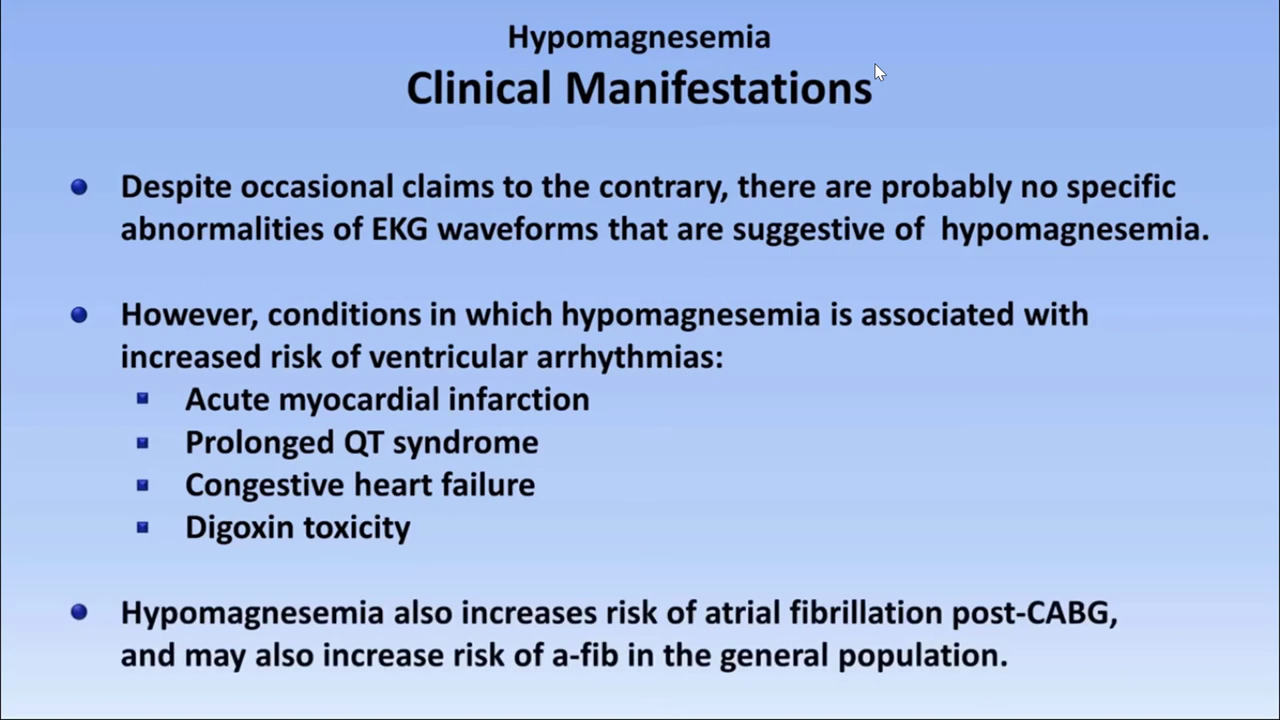 Hypomagnesemia
Clinical Manifestations
Despite occasional claims to the contrary, there are probably no specific
abnormalities of EKG waveforms that are suggestive of hypomagnesemia.
However, conditions in which hypomagnesemia is associated with
increased risk of ventricular arrhythmias:
Acute myocardial infarction
Prolonged QT syndrome
Congestive heart failure
Digoxin toxicity
Hypomagnesemia also increases risk of atrial fibrillation post-CABG,
and may also increase risk of a-fib in the general population.